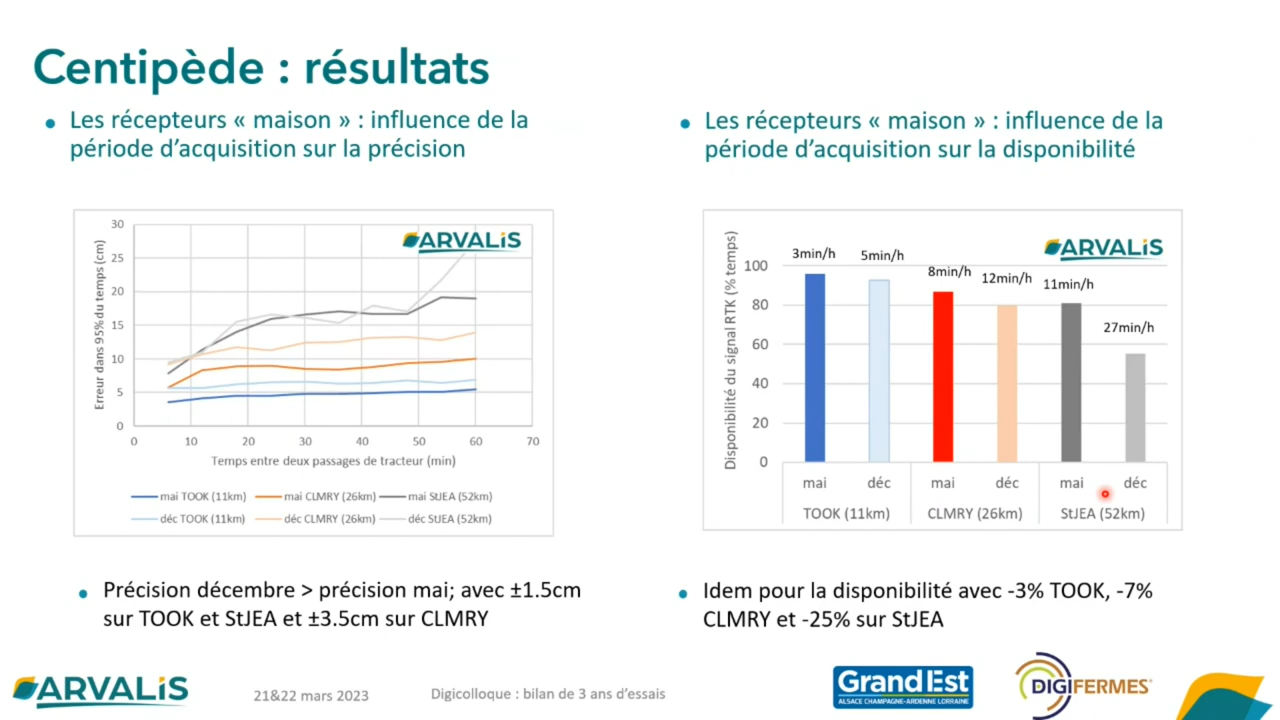 Centipède : résultats
• Les récepteurs « maison » : influence de la
période d’acquisition sur la précision
• Les récepteurs « maison » : influence de la
période d’acquisition sur la disponibilité
ARVALIS
Erreur dans 95% du temps (cm)
30
25
20
15
10
5
0
0 10 20 30 40 50 60 70
Temps entre deux passages de tracteur (min)
mai TOOK (11km) mai CLMRY (26km) mai StJEA (52km)
déc TOOK (11km) déc CLMRY (26km) déc StJEA (52km)
ARVALIS
Disponibilité du signal RTK (% temps)
3min/h 5min/h 8min/h 12min/h 11min/h 27min/h
100
80
60
40
20
0
mai déc mai déc mai déc
TOOK (11km) CLMRY (26km) StJEA (52km)
• Précision décembre > précision mai; avec ±1.5cm
sur TOOK et StJEA et ±3.5cm sur CLMRY
• Idem pour la disponibilité avec -3% TOOK, -7%
CLMRY et -25% sur StJEA
ARVALIS
21&22 mars 2023
Digicolloque : bilan de 3 ans d’essais
GrandEst
ALSACE CHAMPAGNE-ARDENNE LORRAINE
DIGIFERMES®